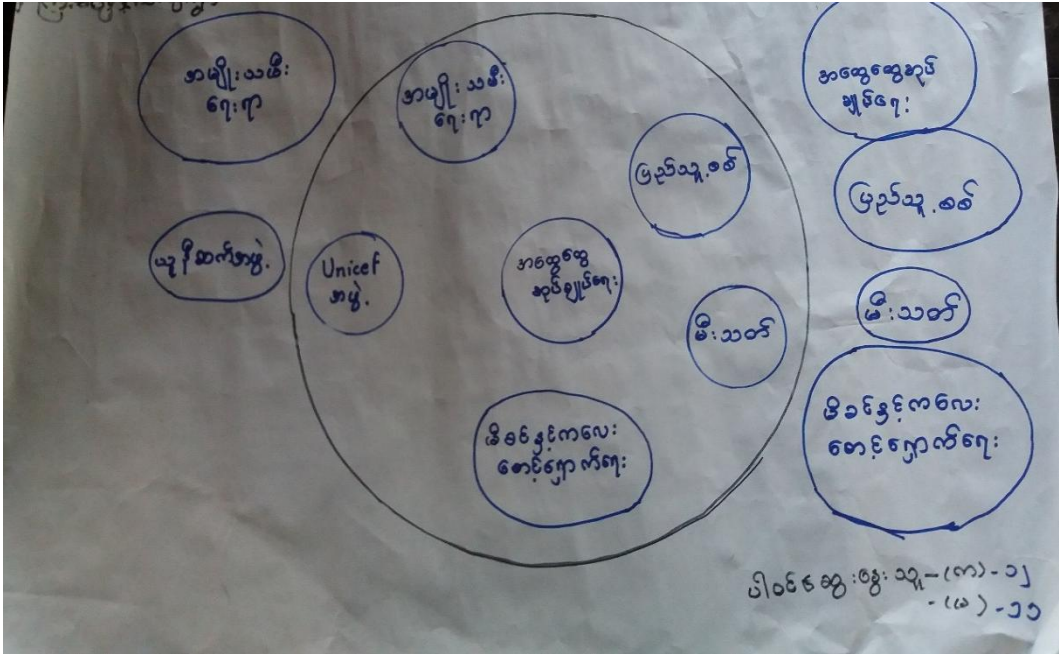 အမျိုးသမီး
ရေးရာ
အမျိုးသမီး
ရေးရာ
အထွေထွေအုပ်
ချုပ်ရေး
ပြည်သူ့စစ်
ပြည်သူ့စစ်
ယူနီဆက်အဖွဲ့
Unicef
အဖွဲ့
အထွေထွေ
အုပ်ချုပ်ရေး
မီးသတ်
မီးသတ်
မိခင်နှင့်ကလေး
စောင့်ရှောက်ရေး
မိခင်နှင့်ကလေး
စောင့်ရှောက်ရေး
ပါဝင်ဆွေးနွေးသူ-(ကျ)-၁၂
-(မ)-၁၁